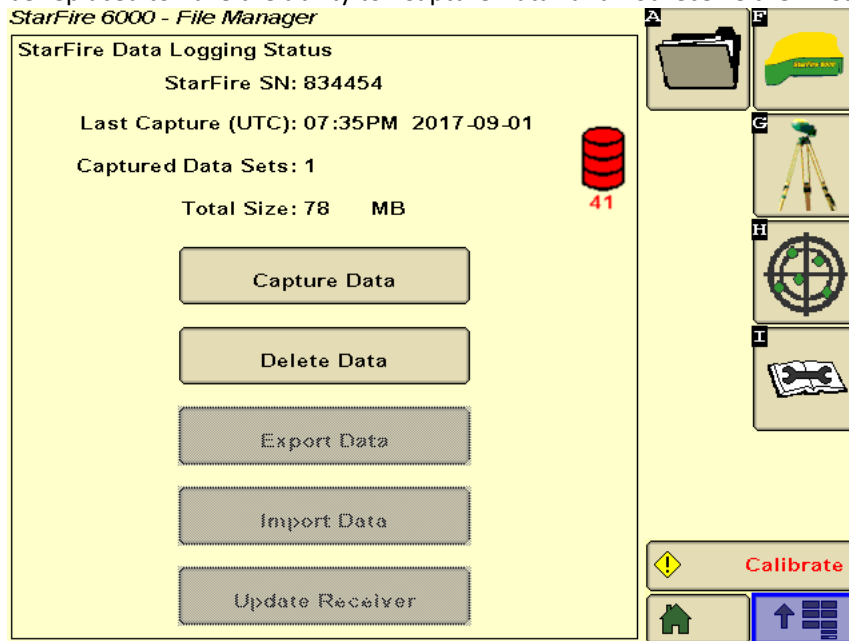 StarFire 6000 - File Manager
StarFire Data Logging Status
StarFire SN: 834454
Last Capture (UTC): 07:35PM 2017-09-01
Captured Data Sets: 1
41
Total Size: 78 MB
Capture Data
Delete Data
Export Data
Import Data
Update Receiver
A
F
G
H
I
Calibrate